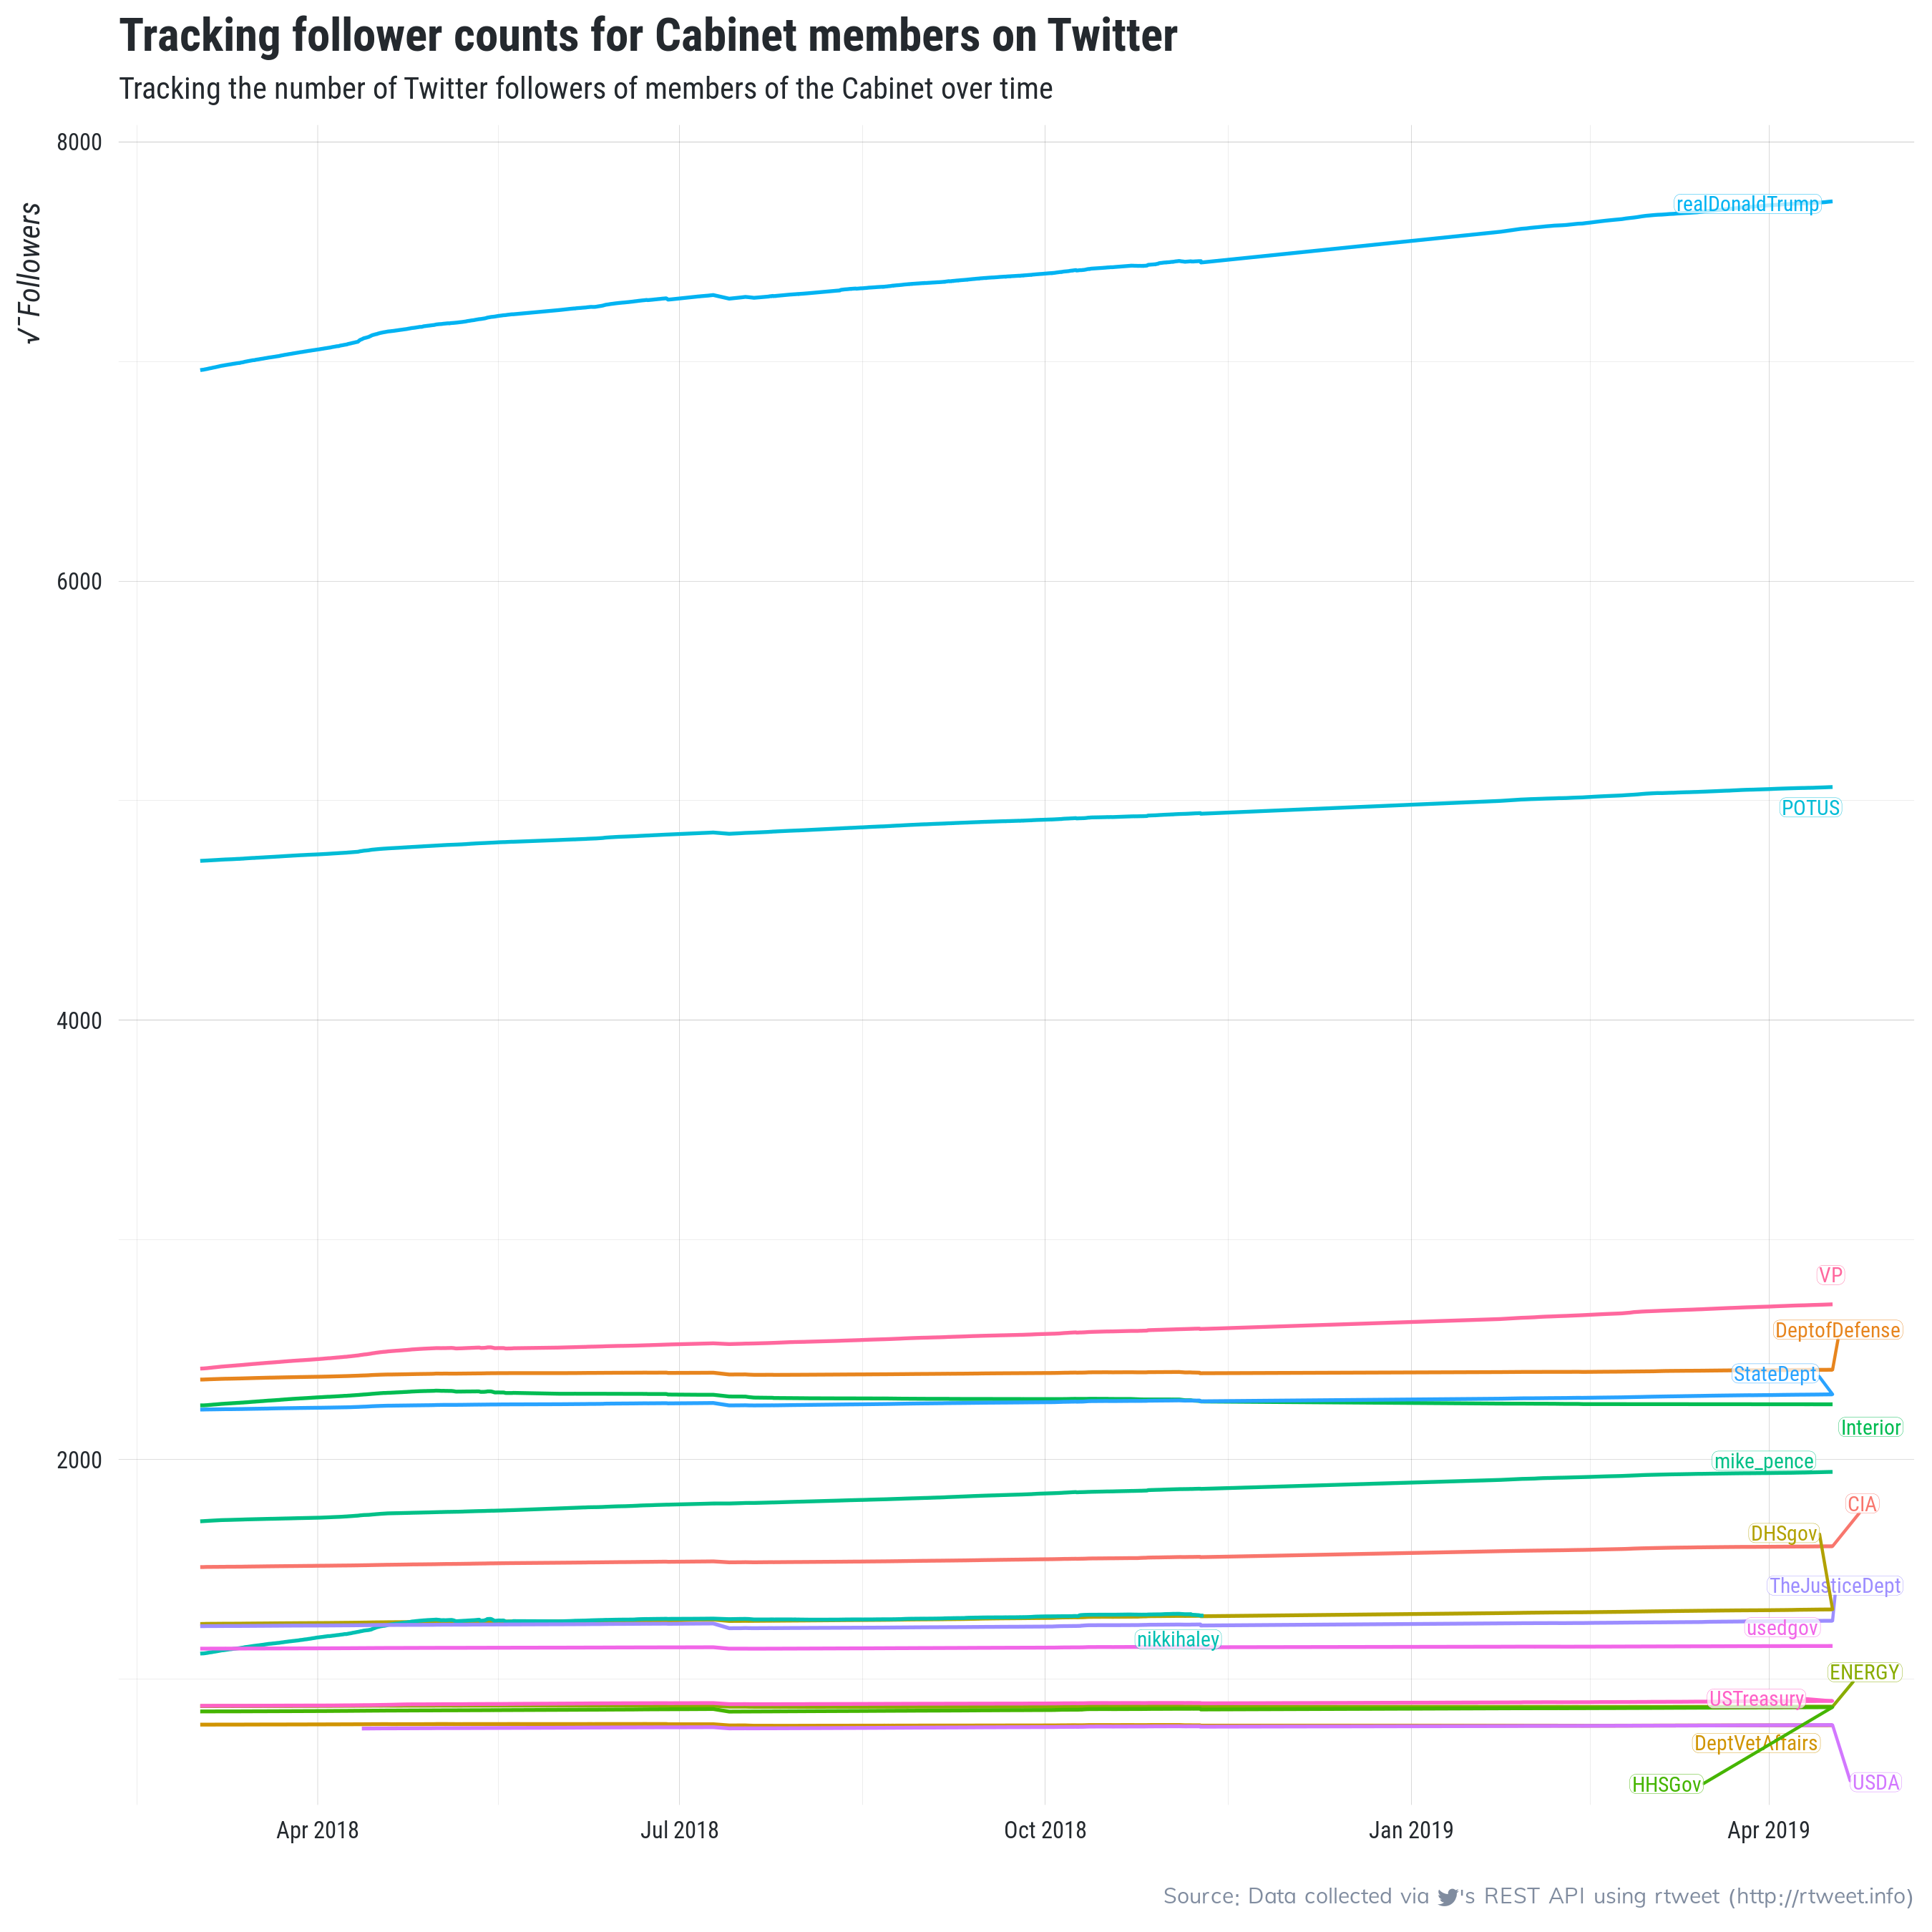 Tracking follower counts for Cabinet members on Twitter
Tracking the number of Twitter followers of members of the Cabinet over time
√¯Followers
8000
6000
4000
2000
realDonaldTrump
POTUS
VP
DeptofDefense
StateDept
Interior
mike_pence
CIA
DHSgov
TheJusticeDept
usedgov
nikkihaley
ENERGY
USTreasury
DeptVetAffairs
USDA
HHSGov
Apr 2018
Jul 2018
Oct 2018
Jan 2019
Apr 2019
Source: Data collected via 's REST API using rtweet (http://rtweet.info)